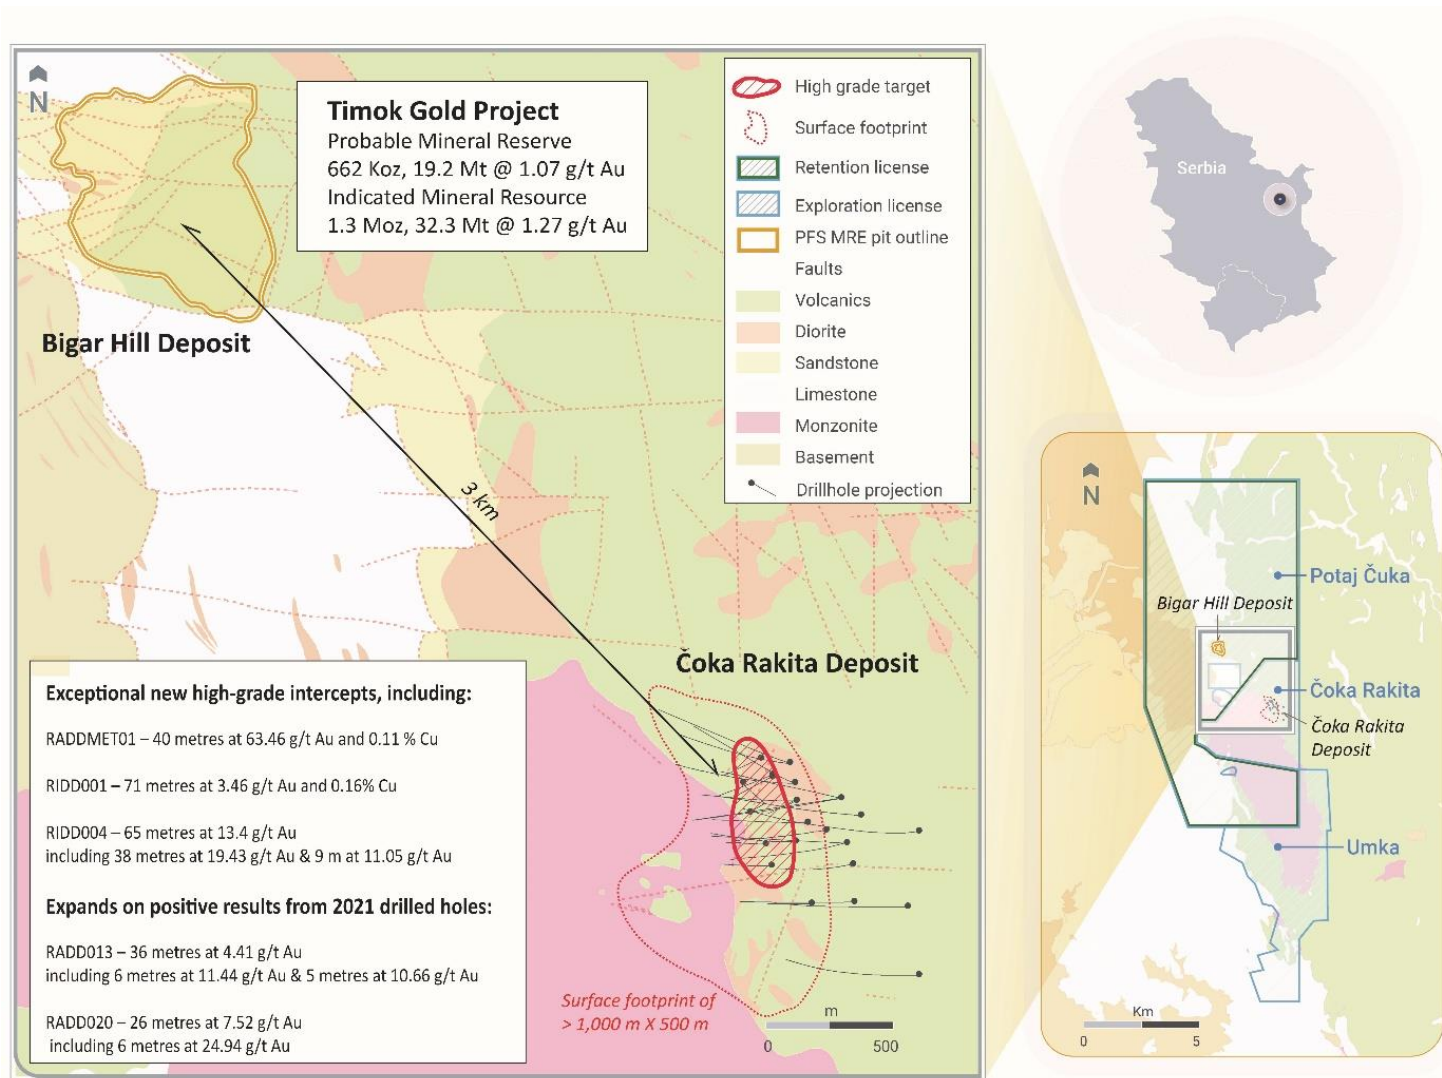 N
Timok Gold Project
Probable Mineral Reserve
662 Koz, 19.2 Mt @ 1.07 g/t Au
Indicated Mineral Resource
1.3 Moz, 32.3 Mt @ 1.27 g/t Au
High grade target
Surface footprint
Retention license
Exploration license
PFS MRE pit outline
Faults
Volcanics
Diorite
Sandstone
Limestone
Monzonite
Basement
Drillhole projection
Bigar Hill Deposit
3 km
Čoka Rakita Deposit
Exceptional new high-grade intercepts, including:
RADDMET01 – 40 metres at 63.46 g/t Au and 0.11 % Cu
RIDD001 – 71 metres at 3.46 g/t Au and 0.16% Cu
RIDD004 – 65 metres at 13.4 g/t Au
including 38 metres at 19.43 g/t Au & 9 m at 11.05 g/t Au
Expands on positive results from 2021 drilled holes:
RADD013 – 36 metres at 4.41 g/t Au
including 6 metres at 11.44 g/t Au & 5 metres at 10.66 g/t Au
RADD020 – 26 metres at 7.52 g/t Au
including 6 metres at 24.94 g/t Au
Surface footprint of
> 1,000 m X 500 m
m
0 500
Serbia
N
Potaj Čuka
Bigar Hill Deposit
Čoka Rakita
Čoka Rakita
Deposit
Umka
Km
0 5